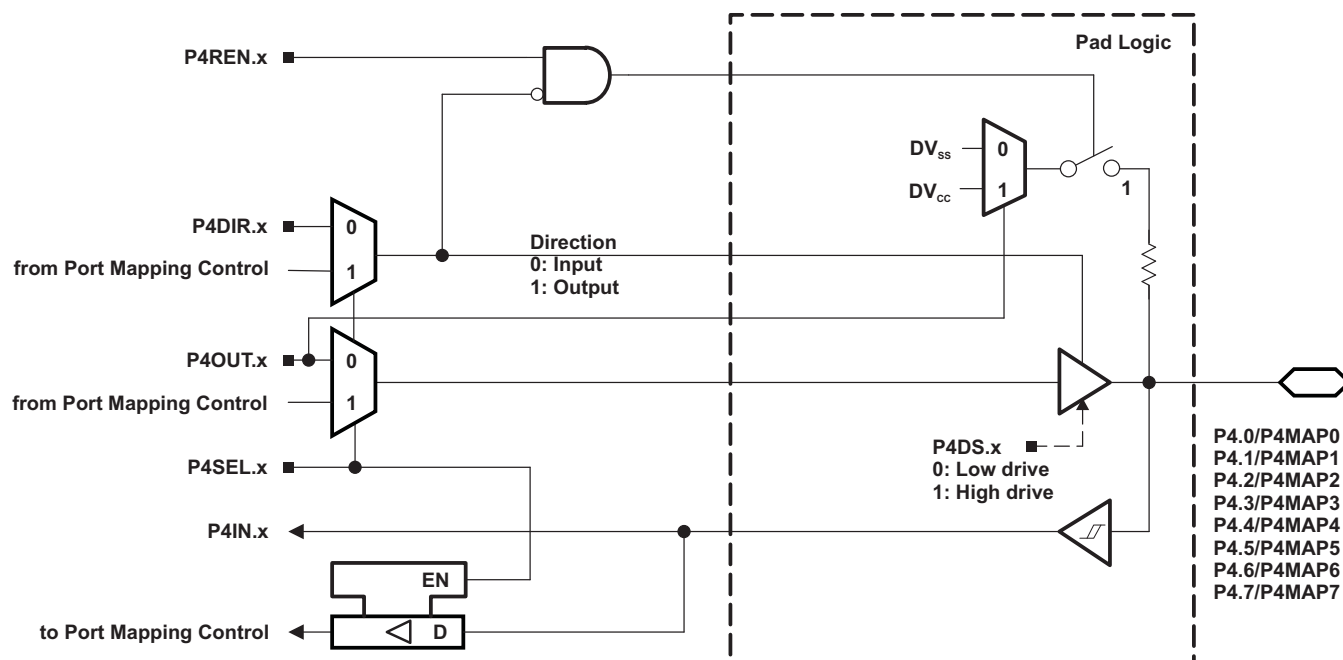 Pad Logic
P4REN.x
DVss
0
DVcc
1
1
P4DIR.x
0
from Port Mapping Control
1
Direction
0: Input
1: Output
P4OUT.x
0
from Port Mapping Control
1
P4SEL.x
P4DS.x
0: Low drive
1: High drive
P4.0/P4MAP0
P4.1/P4MAP1
P4.2/P4MAP2
P4.3/P4MAP3
P4.4/P4MAP4
P4.5/P4MAP5
P4.6/P4MAP6
P4.7/P4MAP7
P4IN.x
EN
to Port Mapping Control
D